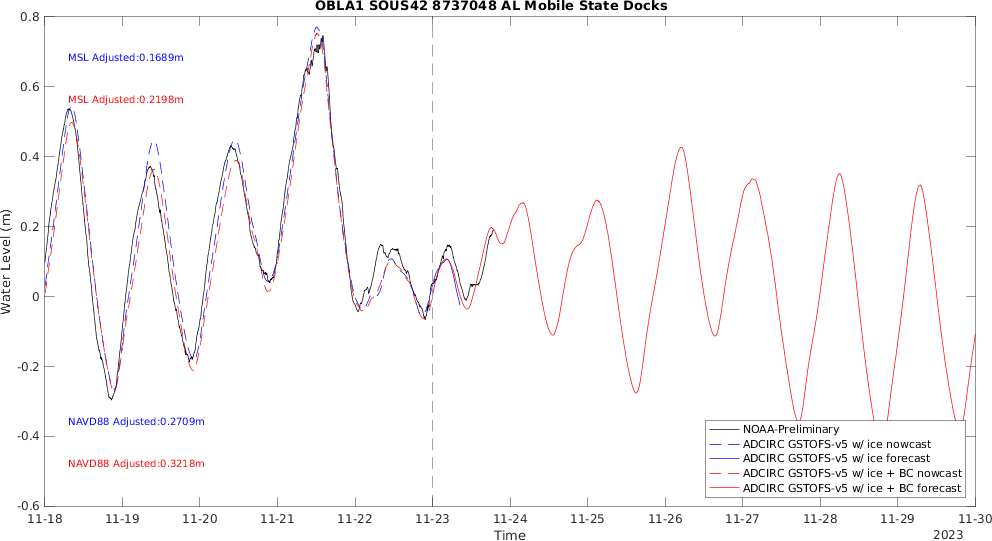 OBLA1 SOUS42 8737048 AL Mobile State Docks
0.8
0.6
0.4
0.2
0
-0.2
-0.4
-0.6
Water Level (m)
MSL Adjusted:0.1689m
MSL Adjusted:0.2198m
NAVD88 Adjusted:0.2709m
NAVD88 Adjusted:0.3218m
NOAA-Preliminary
ADCIRC GSTOFS-v5 w/ ice nowcast
ADCIRC GSTOFS-v5 w/ ice forecast
ADCIRC GSTOFS-v5 w/ ice + BC nowcast
ADCIRC GSTOFS-v5 w/ ice + BC forecast
11-18 11-19 11-20 11-21 11-22 11-23 11-24 11-25 11-26 11-27 11-28 11-29 11-30
Time
2023